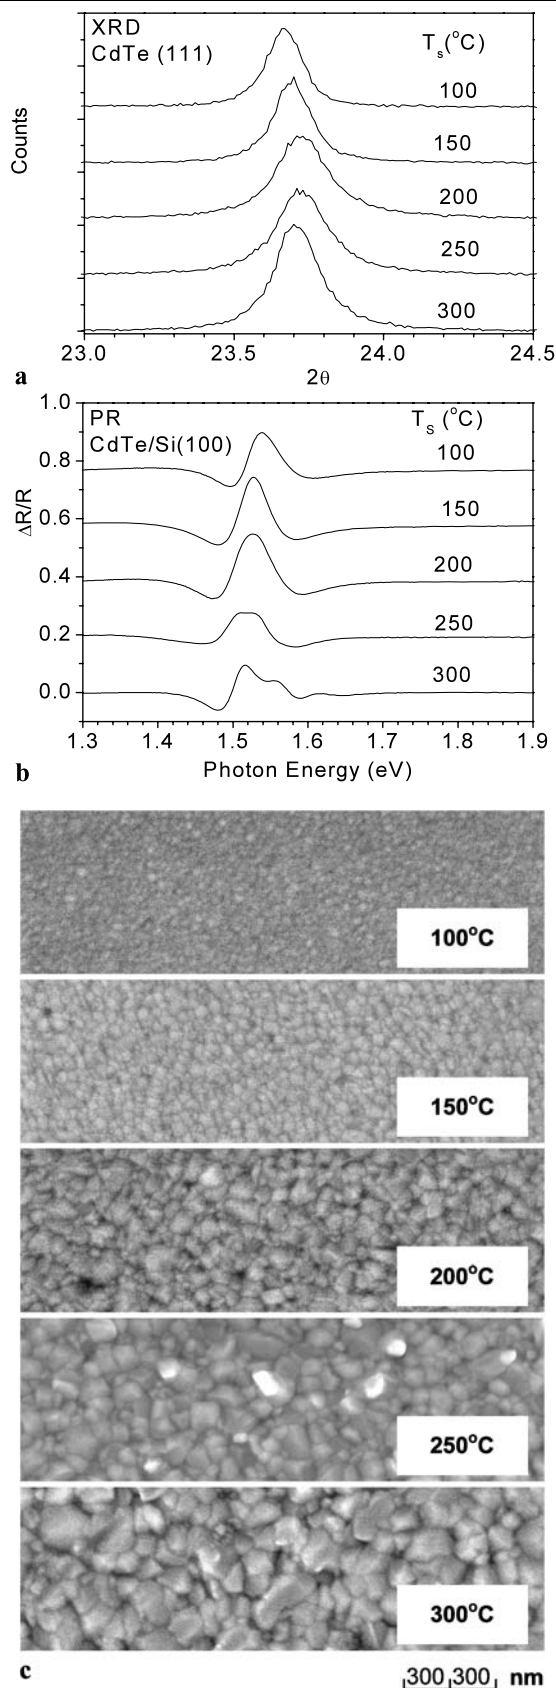 XRD
CdTe (111)
Tₛ(°C)
100
150
200
250
300
Counts
23.0 23.5 24.0 24.5
2θ
a
1.0
0.8
0.6
0.4
0.2
0.0
ΔR/R
PR
CdTe/Si(100)
T_S (°C)
100
150
200
250
300
1.3 1.4 1.5 1.6 1.7 1.8 1.9
Photon Energy (eV)
b
100°C
150°C
200°C
250°C
300°C
c
300 300 nm